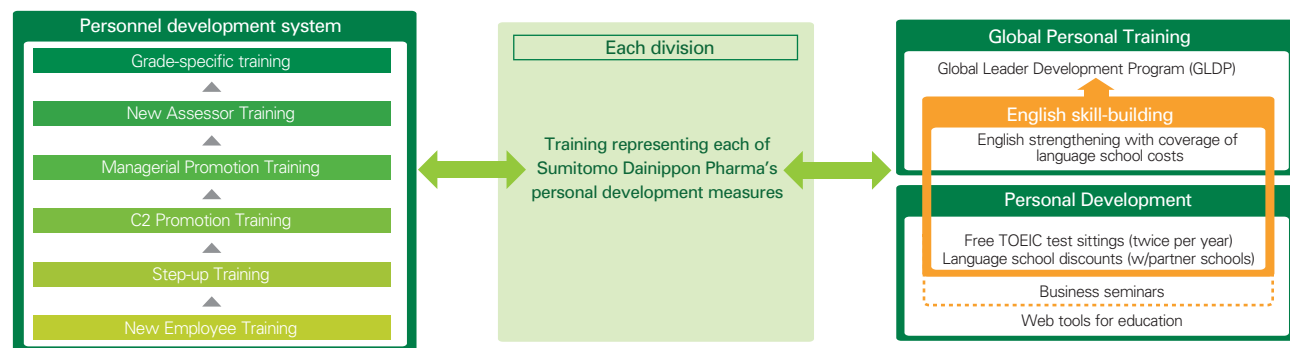 Personnel development system
Grade-specific training
New Assessor Training
Managerial Promotion Training
C2 Promotion Training
Step-up Training
New Employee Training
Each division
Training representing each of
Sumitomo Dainippon Pharma's
personal development measures
Global Personal Training
Global Leader Development Program (GLDP)
English skill-building
English strengthening with coverage of
language school costs
Personal Development
Free TOEIC test sittings (twice per year)
Language school discounts (w/partner schools)
Business seminars
Web tools for education